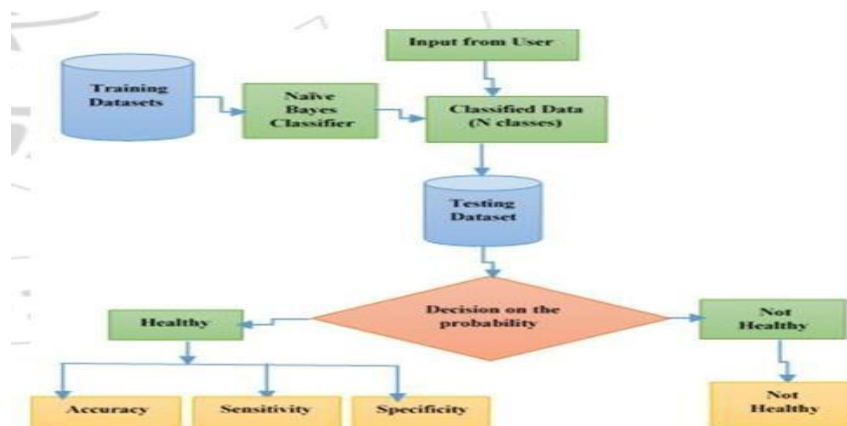 Input from User
Training
Datasets
Naïve
Bayes
Classifier
Classified Data
(N classes)
Testing
Dataset
Decision on the
probability
Healthy
Not
Healthy
Accuracy
Sensitivity
Specificity
Not
Healthy